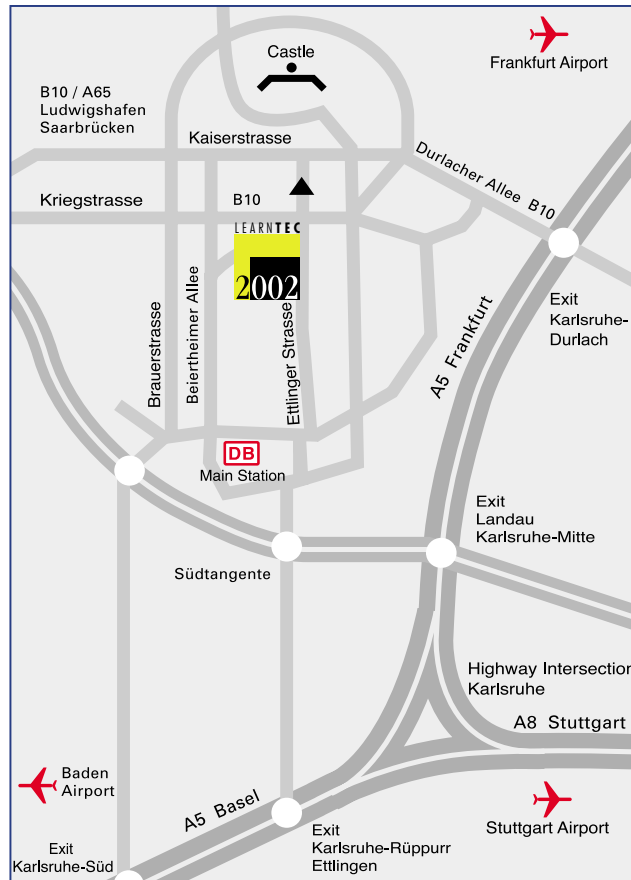 Castle
Frankfurt Airport
B10 / A65
Ludwigshafen
Saarbrücken
Kaiserstrasse
Durlacher Allee B10
Kriegstrasse
B10
LEARNTEC
2002
Brauerstrasse
Beiertheimer Allee
Ettlinger Strasse
A5 Frankfurt
Exit
Karlsruhe-
Durlach
DB
Main Station
Exit
Landau
Karlsruhe-Mitte
Südtangente
Highway Intersection
Karlsruhe
A8 Stuttgart
Baden
Airport
A5 Basel
Stuttgart Airport
Exit
Karlsruhe-Rüppurr
Ettlingen
Exit
Karlsruhe-Süd